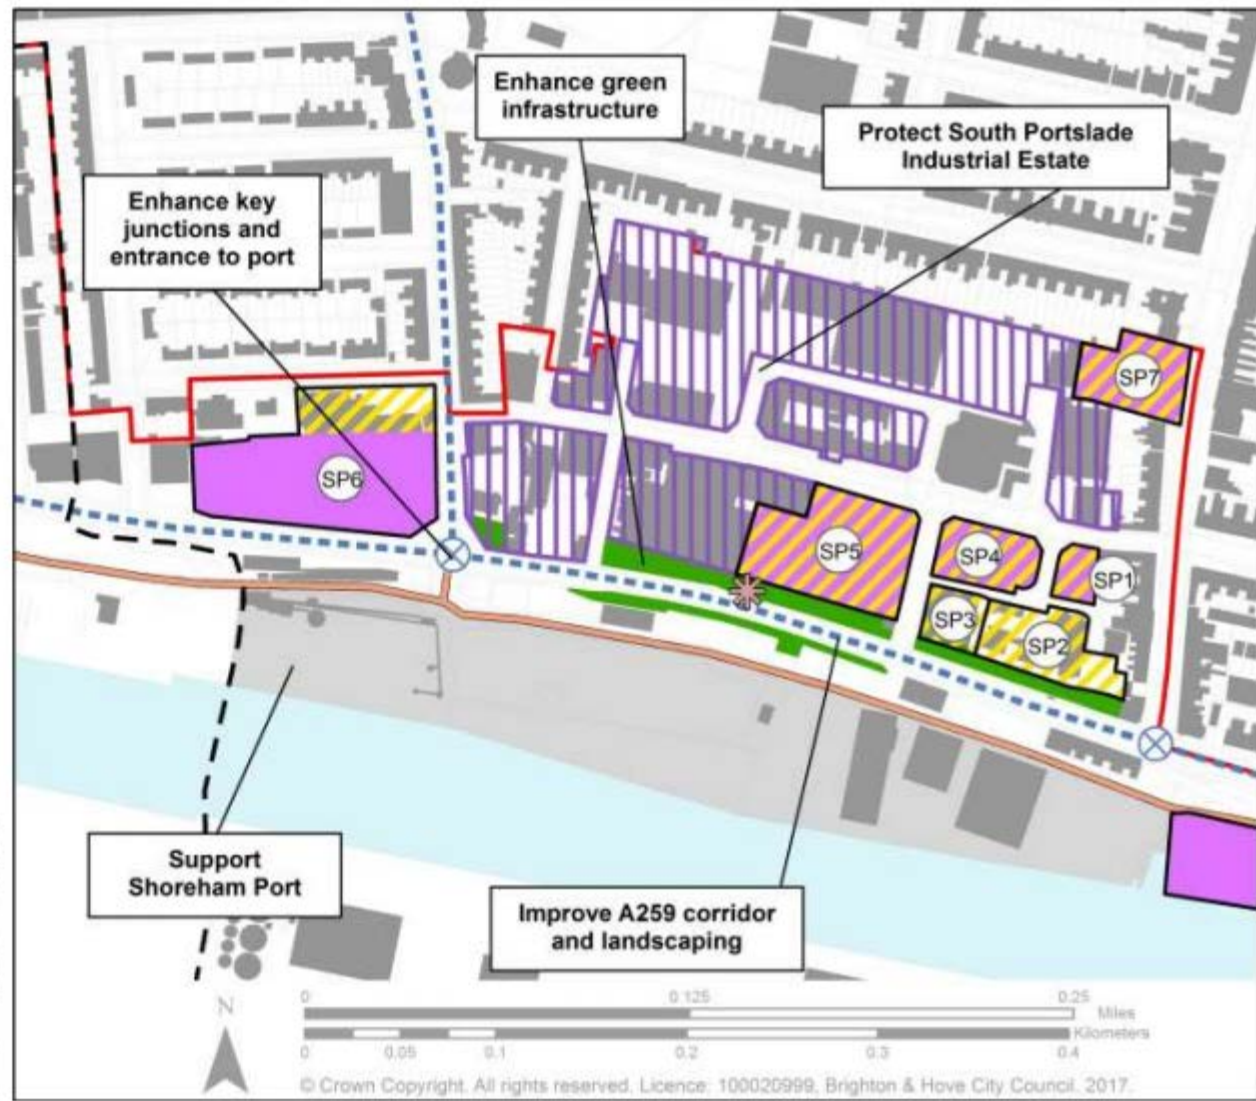 Enhance green
infrastructure
Protect South Portslade
Industrial Estate
Enhance key
junctions and
entrance to port
SP7
SP6
SP5
SP4
SP1
SP3
SP2
Support
Shoreham Port
Improve A259 corridor
and landscaping
N
0 0.125 0.25
Miles
Kilometers
0 0.05 0.1 0.2 0.3 0.4
© Crown Copyright. All rights reserved. Licence: 100020999, Brighton & Hove City Council. 2017.